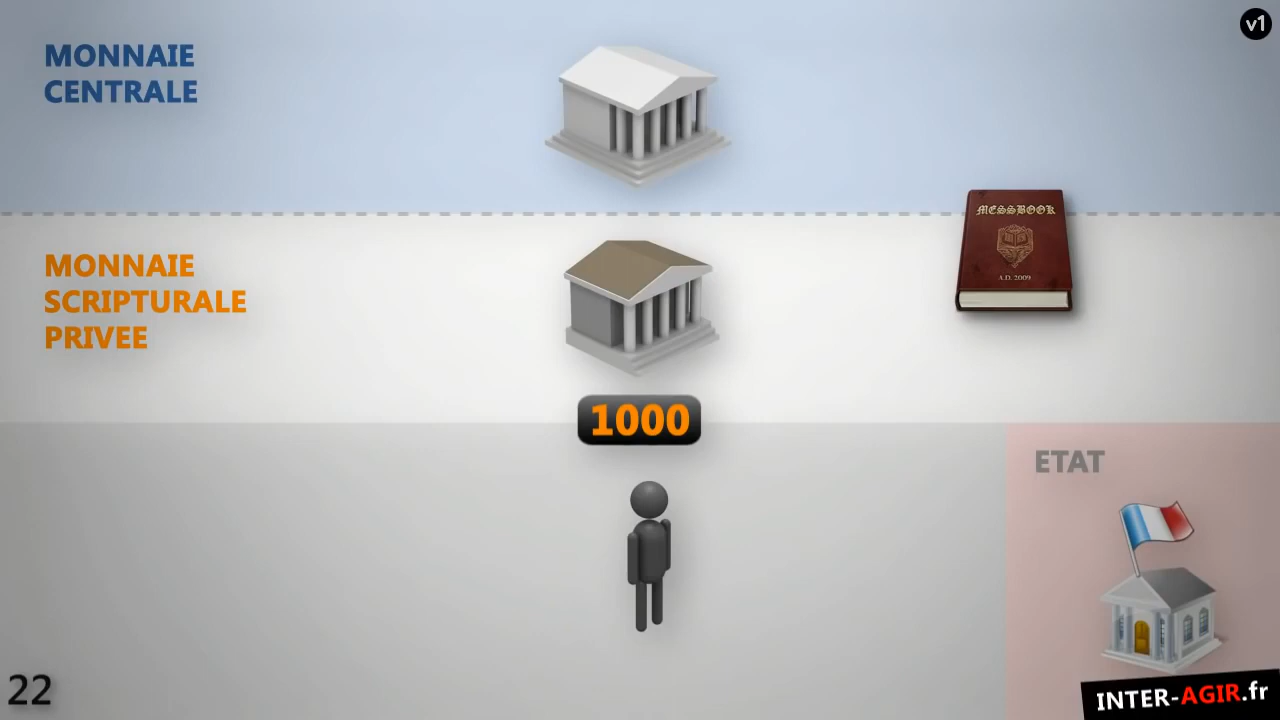 v1
MONNAIE
CENTRALE
MESSBOOK
A.D. 2009
MONNAIE
SCRIPTURALE
PRIVEE
1000
ETAT
22
INTER-AGIR.fr